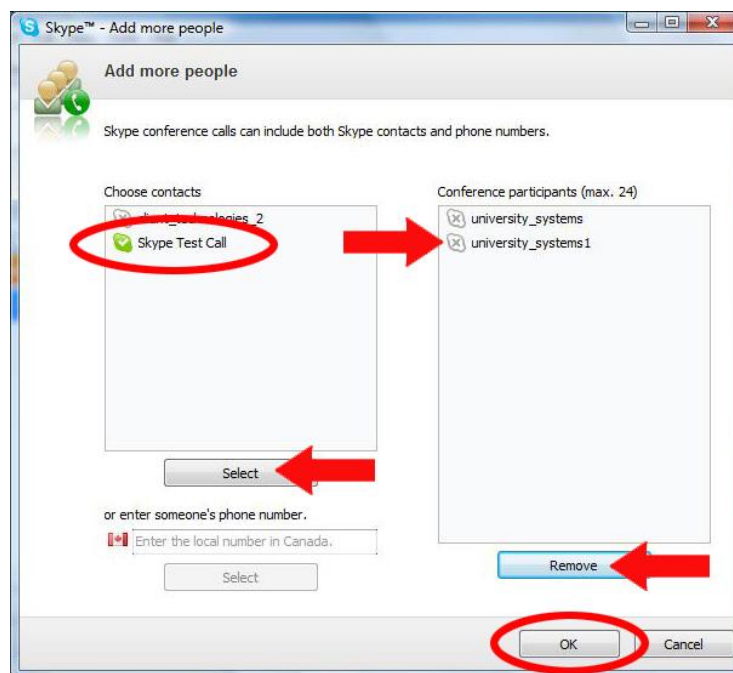 Skype™ - Add more people
Add more people
Skype conference calls can include both Skype contacts and phone numbers.
Choose contacts
client_technologies_2
Skype Test Call
Select
or enter someone's phone number.
Enter the local number in Canada.
Select
Conference participants (max. 24)
university_systems
university_systems1
Remove
OK
Cancel